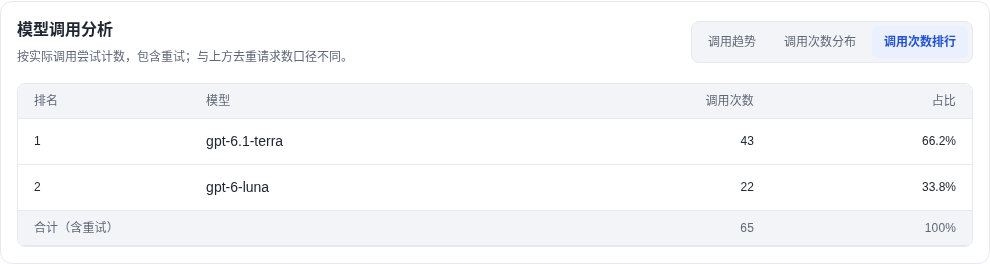 模型调用分析
按实际调用尝试计数，包含重试；与上方去重请求数口径不同。
调用趋势 调用次数分布 调用次数排行
排名 模型 调用次数 占比
1 gpt-6.1-terra 43 66.2%
2 gpt-6-luna 22 33.8%
合计（含重试） 65 100%